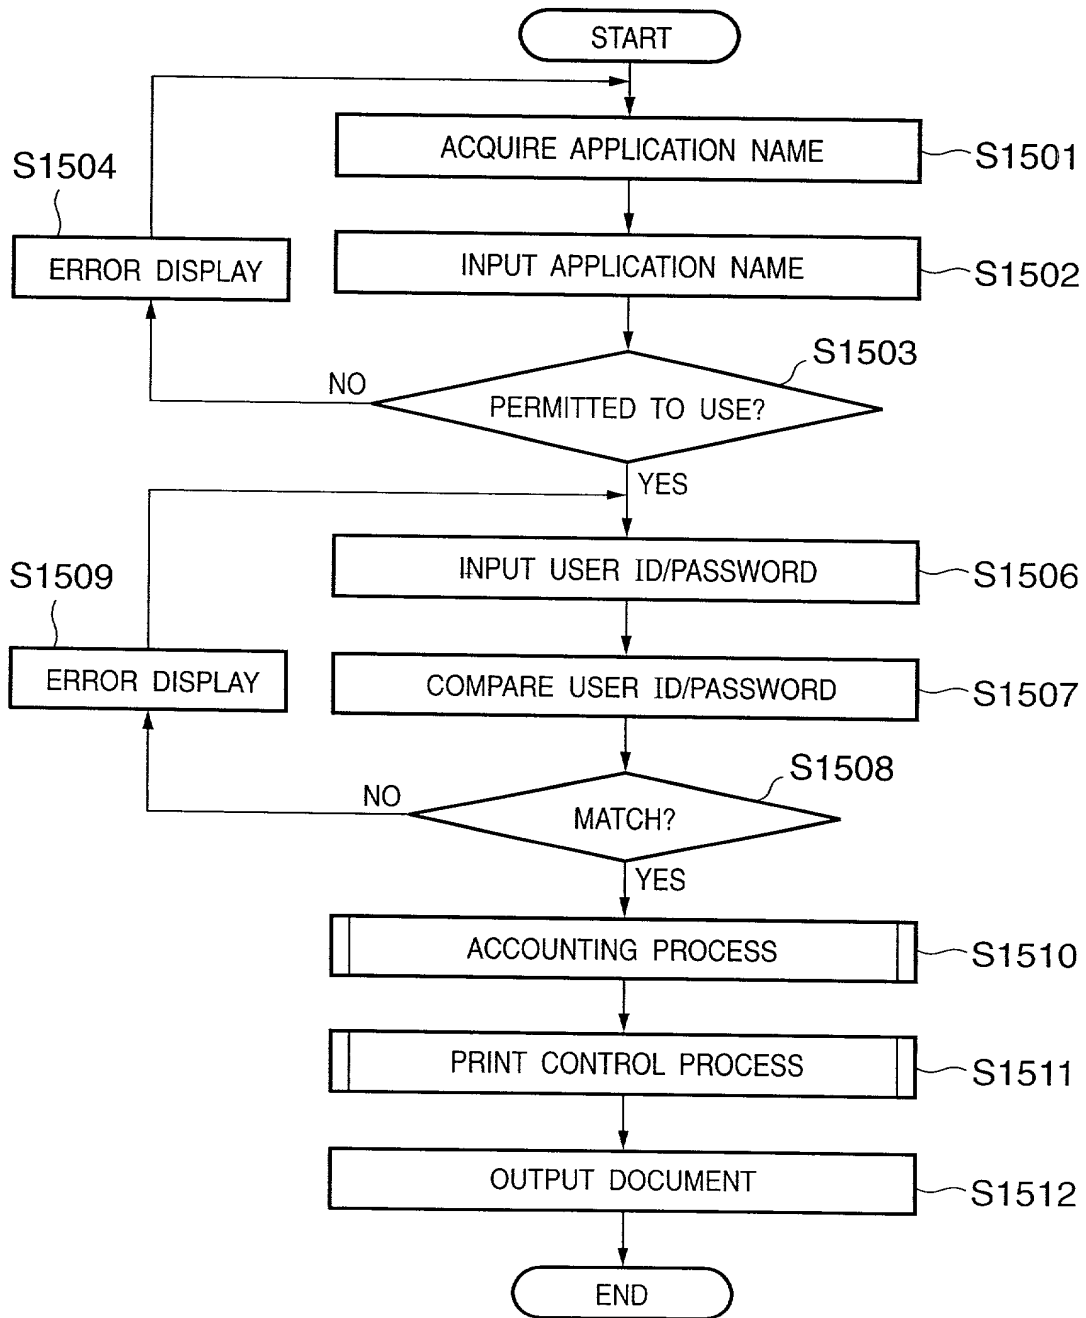 START
ACQUIRE APPLICATION NAME
S1501
S1504
ERROR DISPLAY
INPUT APPLICATION NAME
S1502
S1503
NO
PERMITTED TO USE?
YES
INPUT USER ID/PASSWORD
S1506
S1509
ERROR DISPLAY
COMPARE USER ID/PASSWORD
S1507
S1508
NO
MATCH?
YES
ACCOUNTING PROCESS
S1510
PRINT CONTROL PROCESS
S1511
OUTPUT DOCUMENT
S1512
END